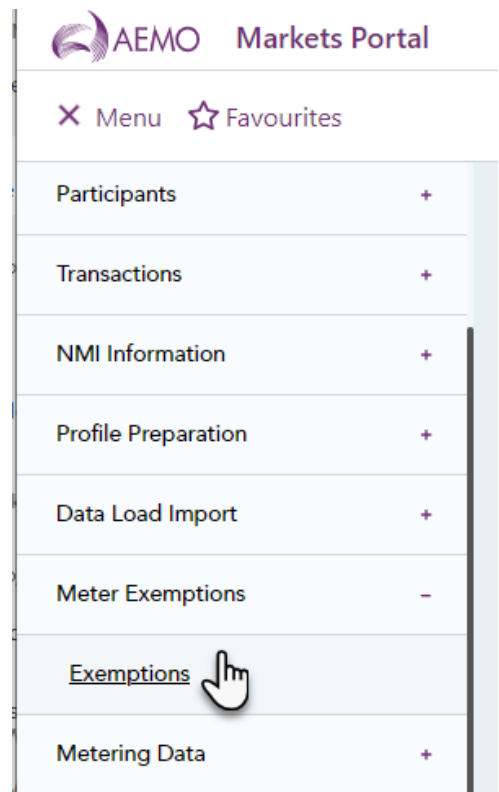 AEMO Markets Portal
× Menu ☆ Favourites
Participants +
Transactions +
NMI Information +
Profile Preparation +
Data Load Import +
Meter Exemptions –
Exemptions
Metering Data +